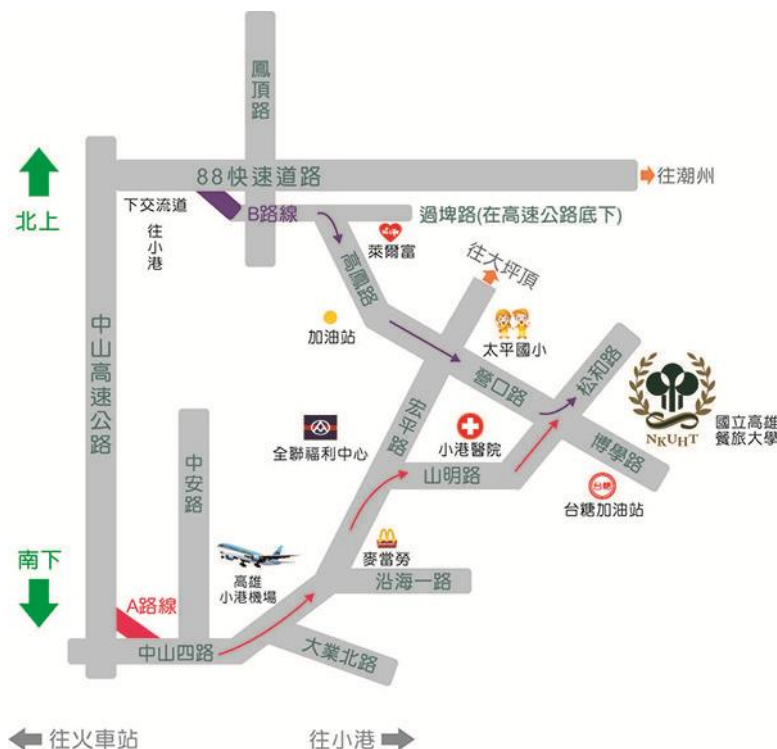 鳳頂路
88快速道路
往潮州
北上
下交流道
往小港
B路線
過埤路(在高速公路底下)
萊爾富
高鳳路
往大坪頂
加油站
太平國小
中山高速公路
營口路
松和路
NKUHT
國立高雄
餐旅大學
宏平路
小港醫院
全聯福利中心
博學路
中安路
山明路
台糖
台糖加油站
南下
麥當勞
高雄
小港機場
沿海一路
A路線
中山四路
大業北路
往火車站
往小港